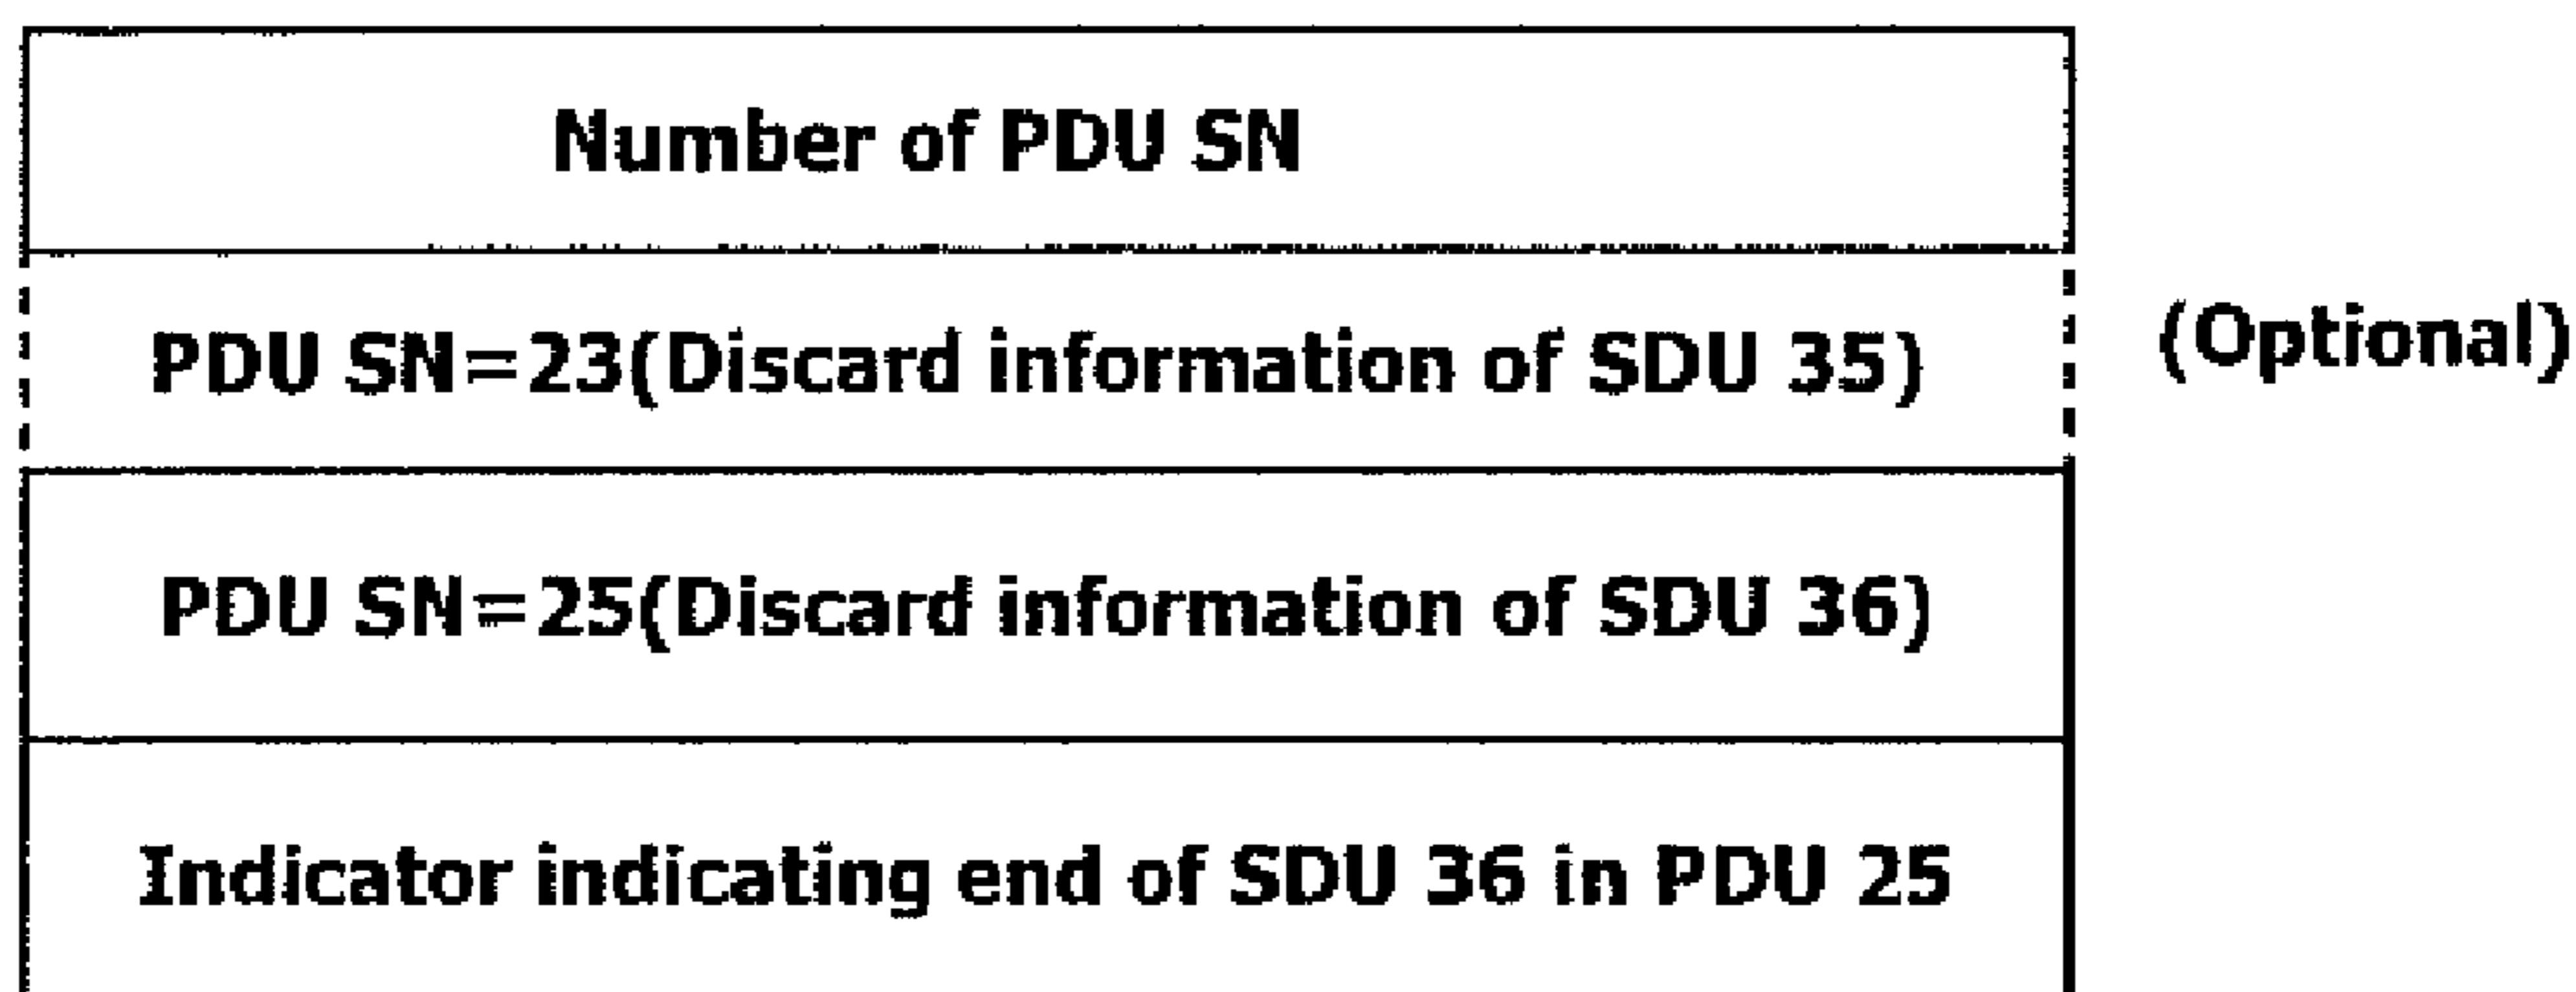 Number of PDU SN
PDU SN=23(Discard information of SDU 35)
(Optional)
PDU SN=25(Discard information of SDU 36)
Indicator indicating end of SDU 36 in PDU 25